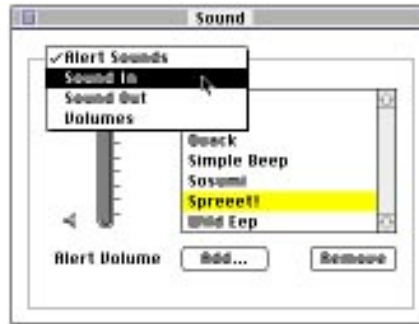 Sound
✓Alert Sounds
Sound In
Sound Out
Volumes
Quack
Simple Beep
Sosumi
Spreeet!
Wild Eep
Alert Volume
Add...
Remove